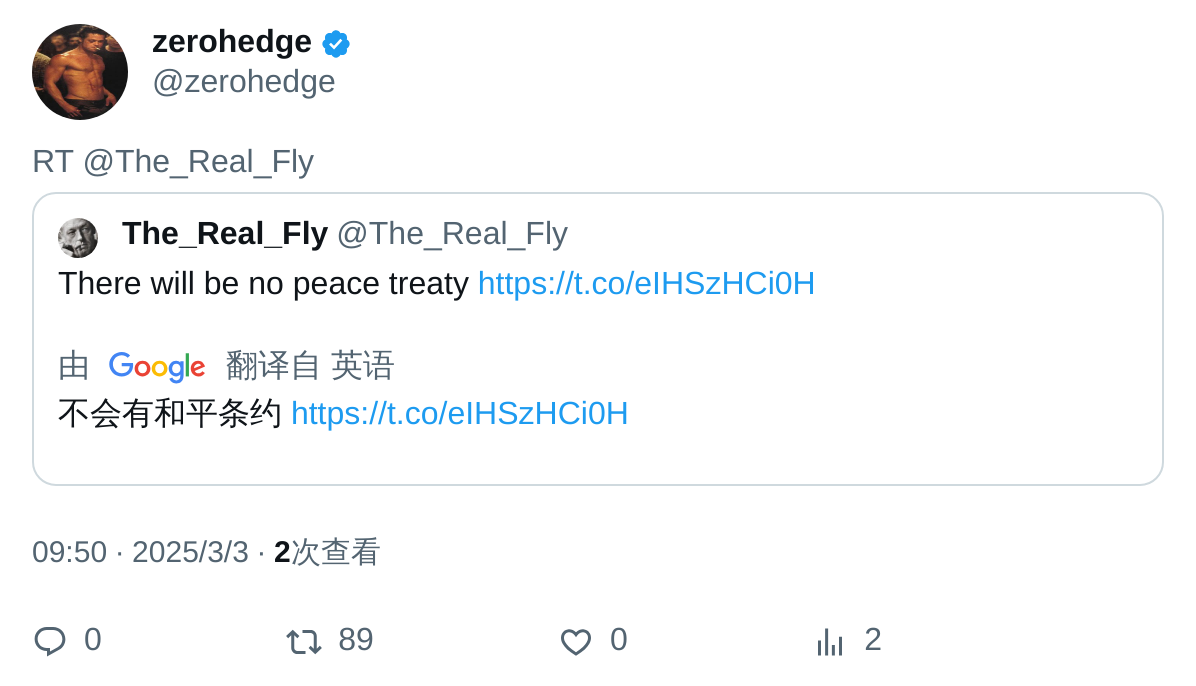 zerohedge
@zerohedge
RT @The_Real_Fly
The_Real_Fly @The_Real_Fly
There will be no peace treaty https://t.co/eIHSzHCi0H
由 Google 翻译自 英语
不会有和平条约 https://t.co/eIHSzHCi0H
09:50 · 2025/3/3 · 2次查看
0 89 0 2